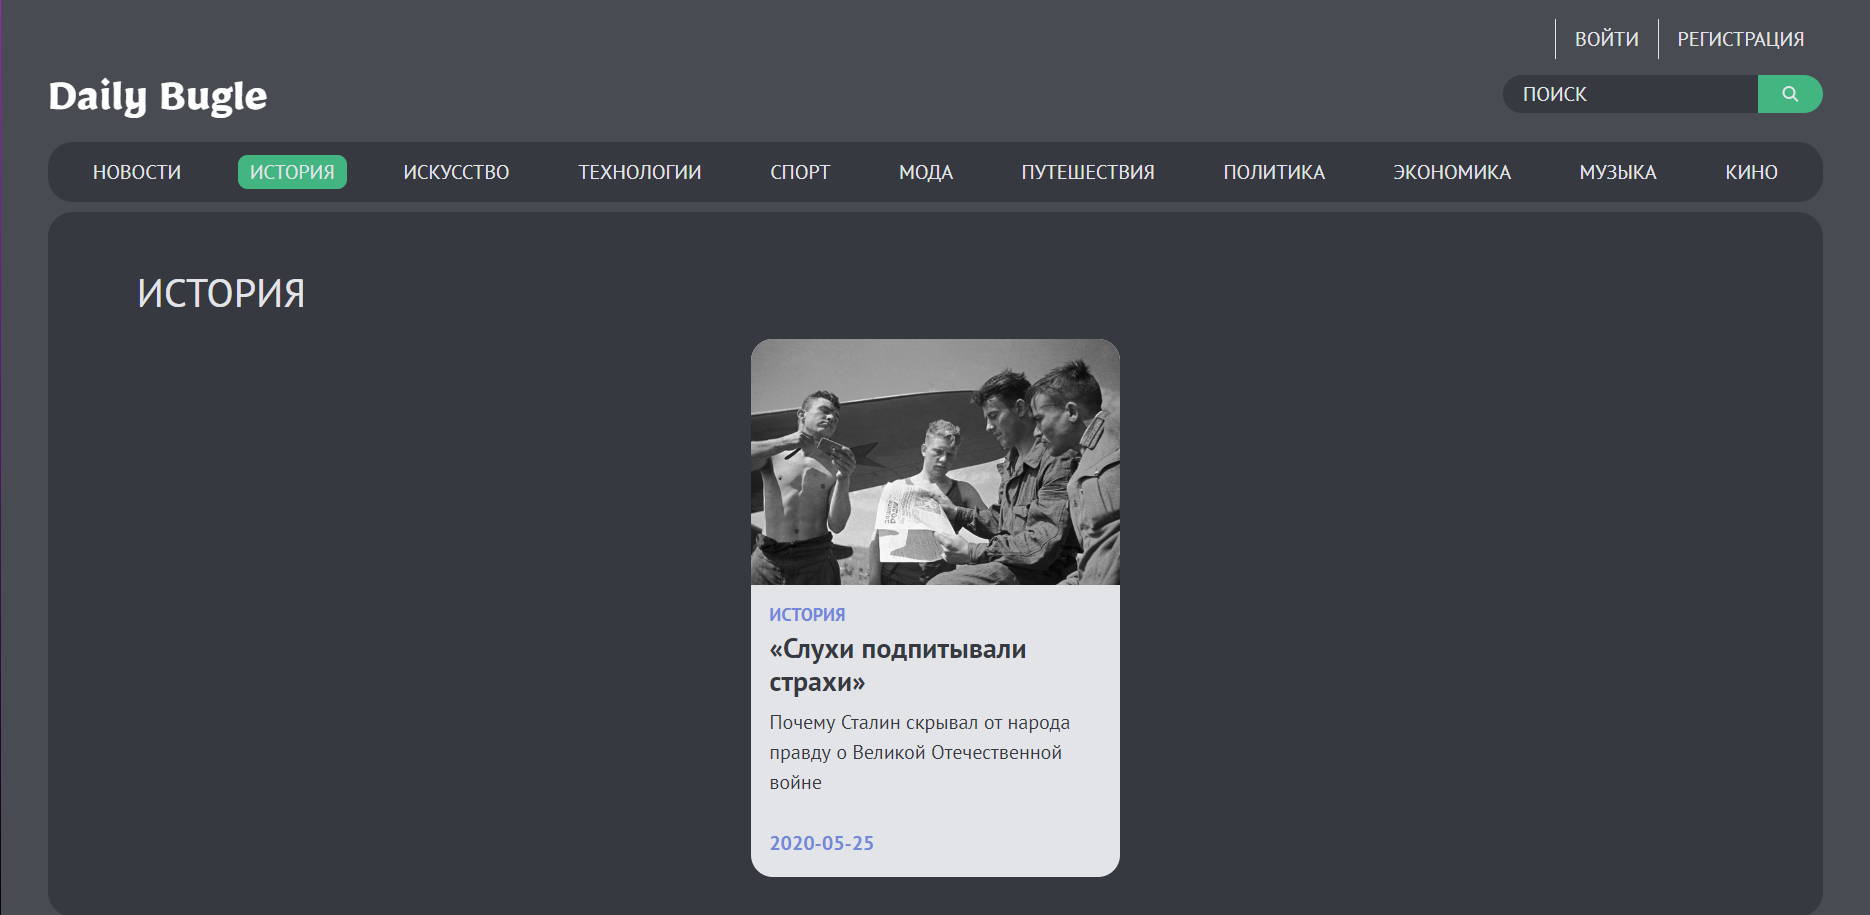 ВОЙТИ
РЕГИСТРАЦИЯ
Daily Bugle
ПОИСК
НОВОСТИ
ИСТОРИЯ
ИСКУССТВО
ТЕХНОЛОГИИ
СПОРТ
МОДА
ПУТЕШЕСТВИЯ
ПОЛИТИКА
ЭКОНОМИКА
МУЗЫКА
КИНО
ИСТОРИЯ
ИСТОРИЯ
«Слухи подпитывали
страхи»
Почему Сталин скрывал от народа
правду о Великой Отечественной
войне
2020-05-25